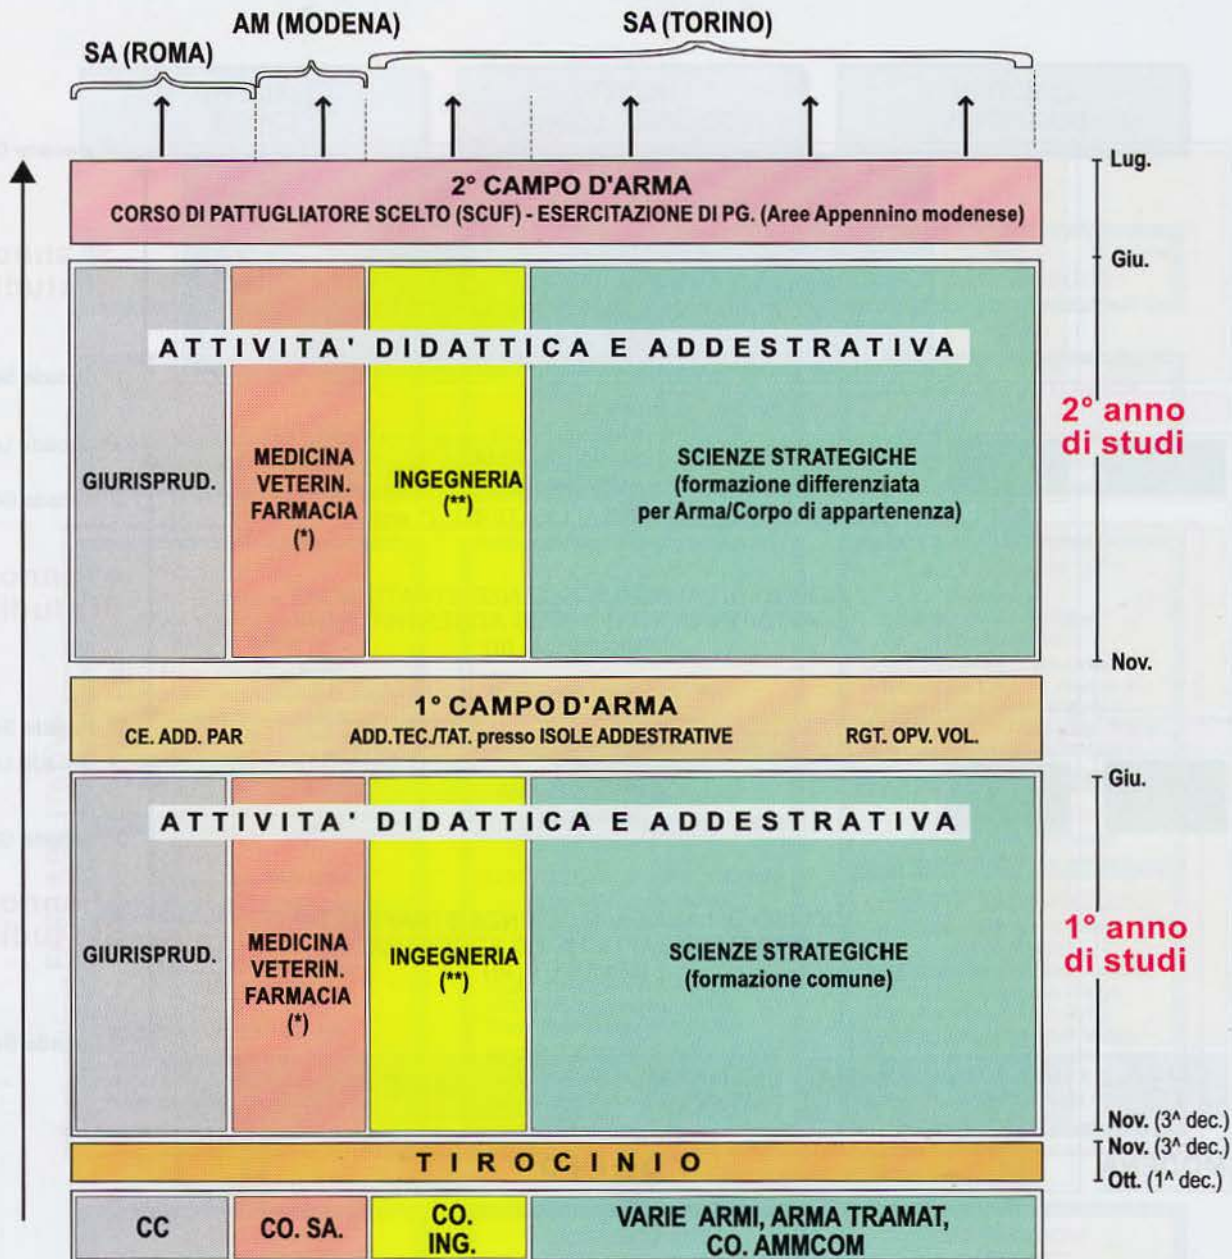 AM (MODENA)
SA (TORINO)
SA (ROMA)
2° CAMPO D'ARMA
CORSO DI PATTUGLIATORE SCELTO (SCUF) - ESERCITAZIONE DI PG. (Aree Appennino modenese)
Lug.
Giu.
ATTIVITA' DIDATTICA E ADDESTRATIVA
GIURISPRUD.
MEDICINA
VETERIN.
FARMACIA
(*)
INGEGNERIA
(**)
SCIENZE STRATEGICHE
(formazione differenziata
per Arma/Corpo di appartenenza)
2° anno
di studi
Nov.
1° CAMPO D'ARMA
CE. ADD. PAR
ADD.TEC./TAT. presso ISOLE ADDESTRATIVE
RGT. OPV. VOL.
Giu.
ATTIVITA' DIDATTICA E ADDESTRATIVA
GIURISPRUD.
MEDICINA
VETERIN.
FARMACIA
(*)
INGEGNERIA
(**)
SCIENZE STRATEGICHE
(formazione comune)
1° anno
di studi
Nov. (3^ dec.)
Nov. (3^ dec.)
Ott. (1^ dec.)
TIROCINIO
CC
CO. SA.
CO.
ING.
VARIE ARMI, ARMA TRAMAT,
CO. AMMCOM